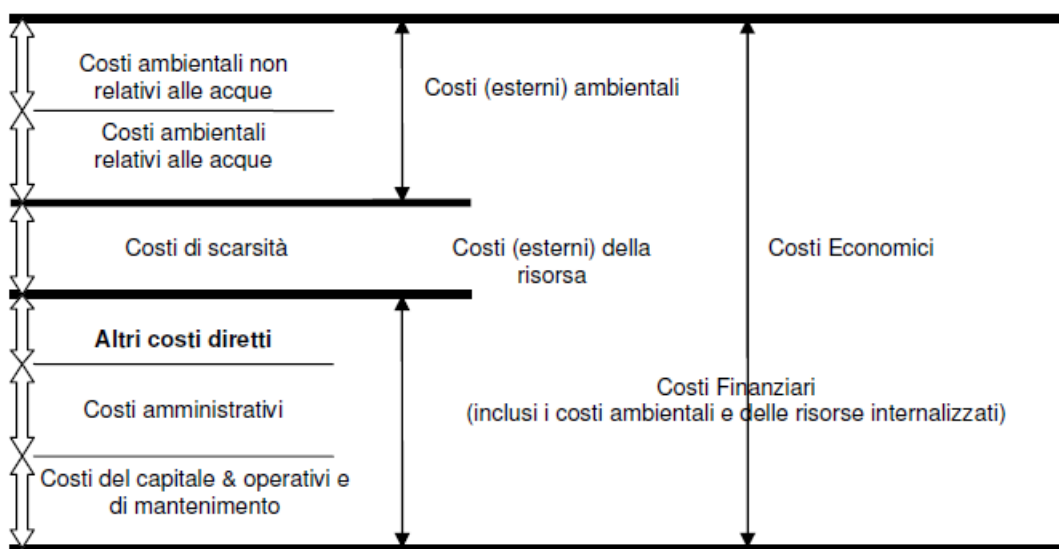 Costi ambientali non
relativi alle acque
Costi (esterni) ambientali
Costi ambientali
relativi alle acque
Costi di scarsità
Costi (esterni) della
risorsa
Costi Economici
Altri costi diretti
Costi amministrativi
Costi Finanziari
(inclusi i costi ambientali e delle risorse internalizzati)
Costi del capitale & operativi e
di mantenimento